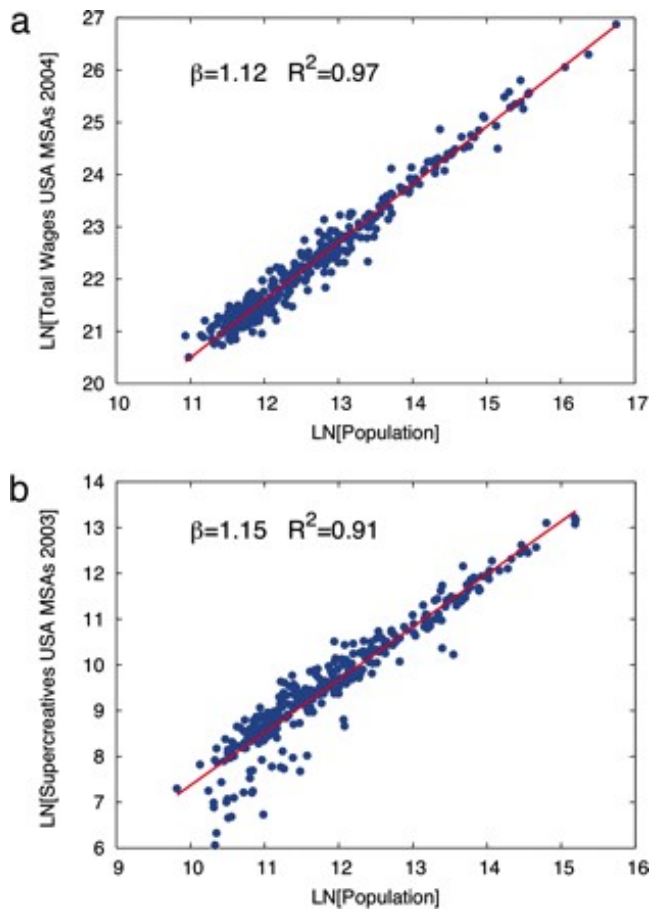 a
LN[Total Wages USA MSAs 2004]
27
26
25
24
23
22
21
20
β=1.12 R²=0.97
10 11 12 13 14 15 16 17
LN[Population]
b
LN[Supercreatives USA MSAs 2003]
14
13
12
11
10
9
8
7
6
β=1.15 R²=0.91
9 10 11 12 13 14 15 16
LN[Population]